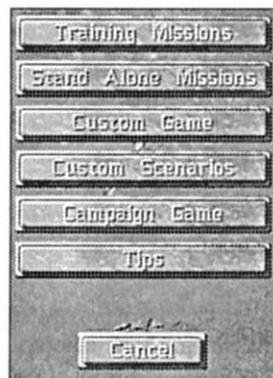 Training Missions
Stand Alone Missions
Custom Game
Custom Scenarios
Campaign Game
Tips
Cancel